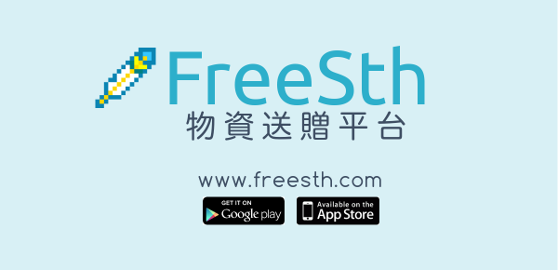 FreeSth
物資送贈平台
www.freesth.com
GET IT ON
Google play
Available on the
App Store